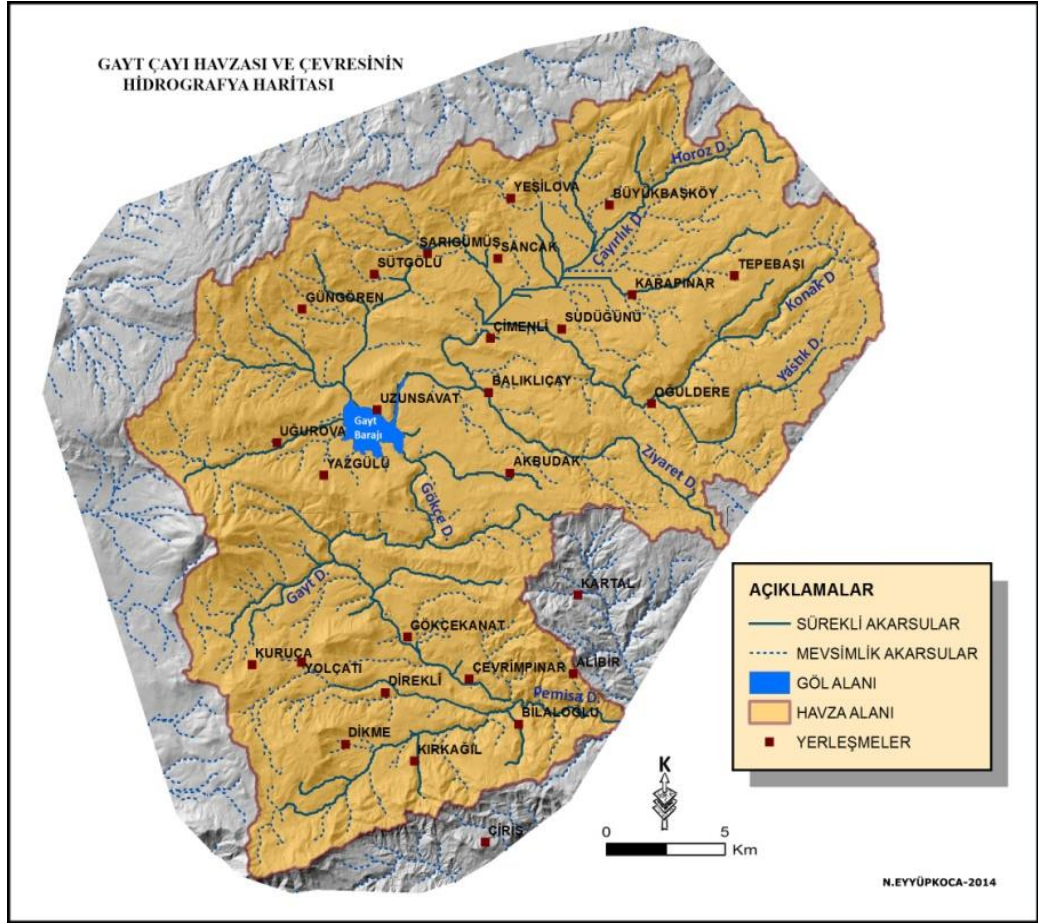 GAYT ÇAYI HAVZASI VE ÇEVRESİNİN
HİDROGRAFYA HARİTASI
Horoz D.
YEŞİLOVA
BÜYÜKBAŞKÖY
Çayırlık D.
SARIGÜMÜŞ
SANCAK
SÜTGÖLÜ
TEPEBAŞI
KARAPINAR
Konak D
GÜNGÖREN
SUDÜĞÜNÜ
ÇİMENLİ
Yastık D.
BALIKLIÇAY
OĞULDERE
UZUNSAVAT
Gayt
Barajı
UĞUROVA
Ziyaret D.
YAZGÜLÜ
AKBUDAK
Gökçe D.
Gayt D.
KARTAL
GÖKÇEKANAT
KURUCA
YOLÇATI
ÇEVRİMPINAR
ALİBİR
DİREKLİ
Pemisa D.
BİLALOĞLU
DİKME
KIRKAĞIL
ÇİRİŞ
AÇIKLAMALAR
SÜREKLİ AKARSULAR
MEVSİMLİK AKARSULAR
GÖL ALANI
HAVZA ALANI
YERLEŞMELER
K
0 5
Km
N.EYYÜPKOCA-2014